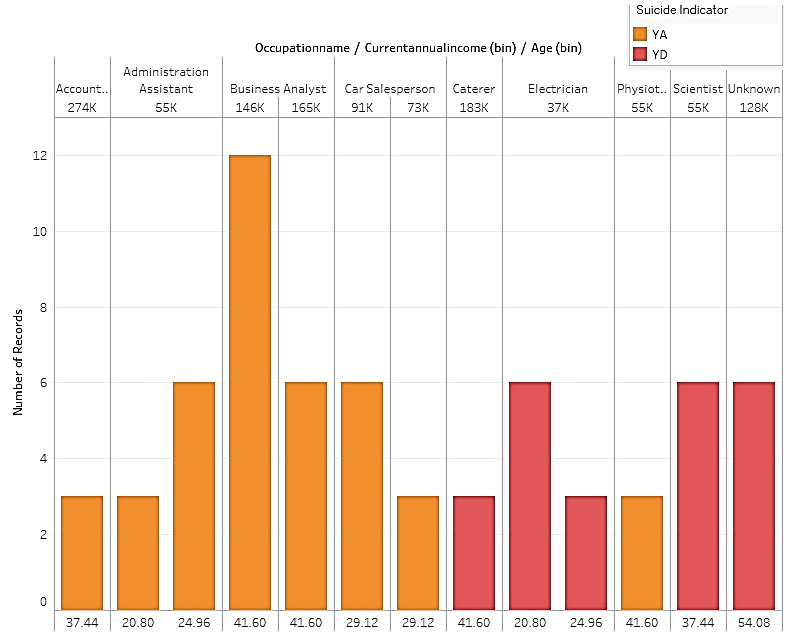 Suicide Indicator
YA
YD
Occupationname / Currentannualincome (bin) / Age (bin)
Account.. Administration Assistant Business Analyst Car Salesperson Caterer Electrician Physiot.. Scientist Unknown
274K 55K 146K 165K 91K 73K 183K 37K 55K 55K 128K
Number of Records
12
10
8
6
4
2
0
37.44 20.80 24.96 41.60 41.60 29.12 29.12 41.60 20.80 24.96 41.60 37.44 54.08